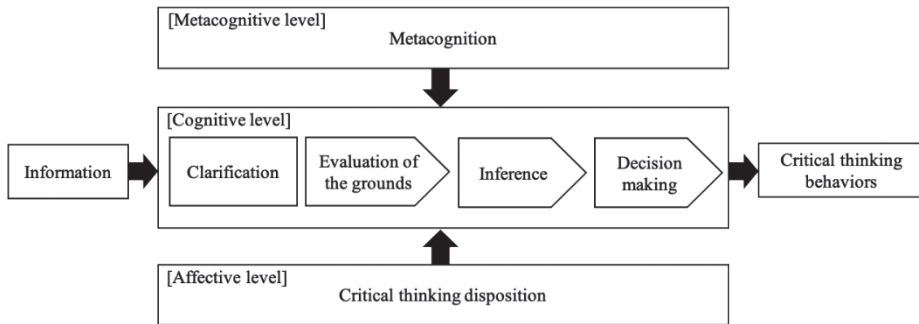 [Metacognitive level]
Metacognition
[Cognitive level]
Information
Clarification
Evaluation of
the grounds
Inference
Decision
making
Critical thinking
behaviors
[Affective level]
Critical thinking disposition